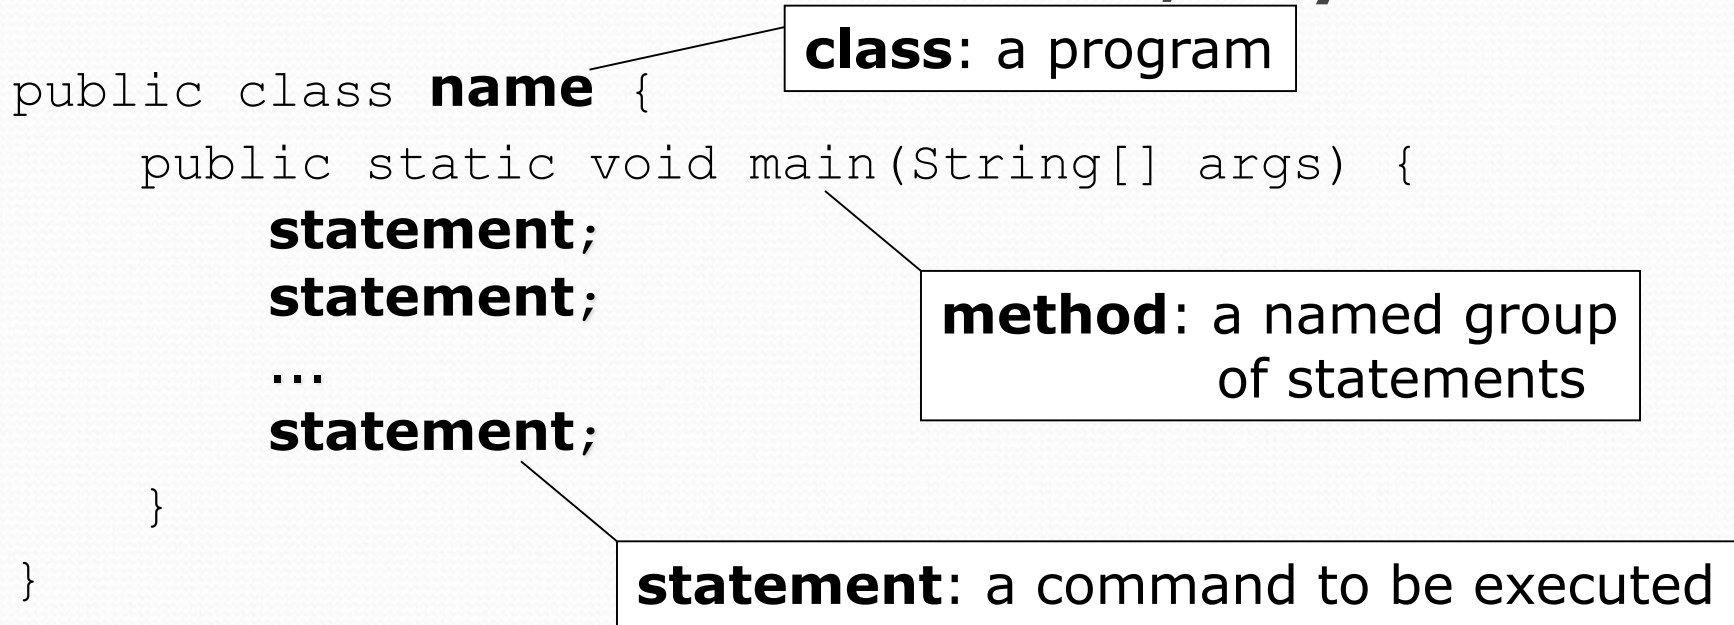 class: a program
public class name {
public static void main(String[] args) {
statement;
statement;
...
statement;
method: a named group
of statements
}
statement: a command to be executed
}